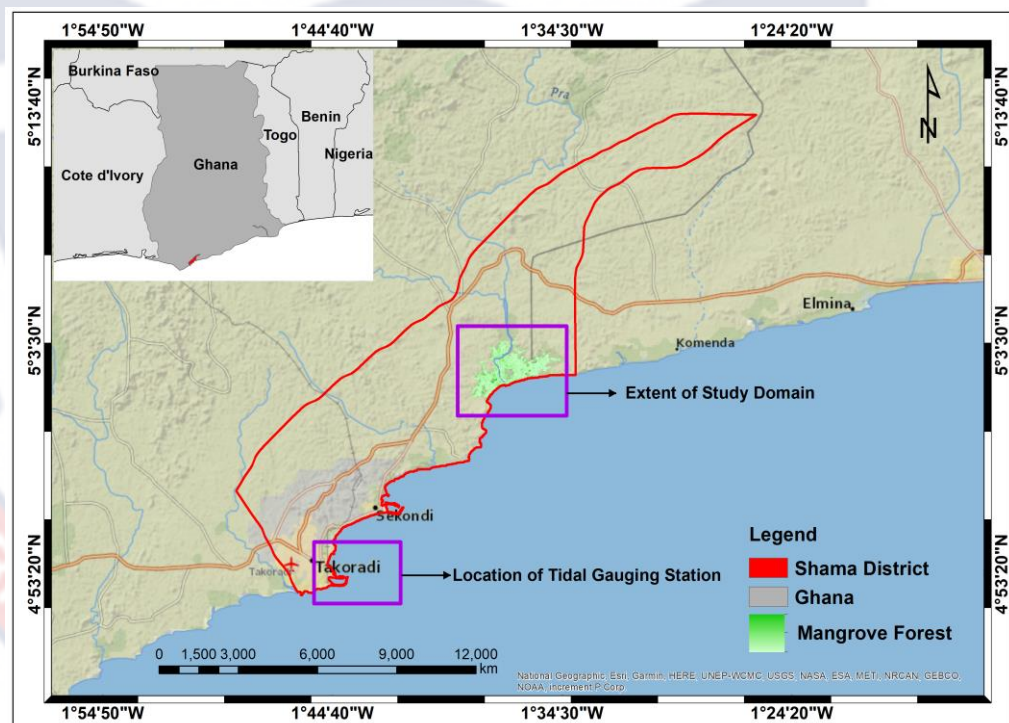 1°54'50"W 1°44'40"W 1°34'30"W 1°24'20"W
5°13'40"N
5°13'40"N
Burkina Faso
Benin
Togo
Nigeria
Ghana
Cote d'Ivory
Pra
N
Elmina
Komenda
5°3'30"N
5°3'30"N
Extent of Study Domain
Sekondi
Takoradi
Takoradi
Location of Tidal Gauging Station
4°53'20"N
4°53'20"N
Legend
Shama District
Ghana
Mangrove Forest
0 1,500 3,000 6,000 9,000 12,000
km
National Geographic, Esri, Garmin, HERE, UNEP-WCMC, USGS, NASA, ESA, METI, NRCAN, GEBCO,
NOAA, increment P Corp.
1°54'50"W 1°44'40"W 1°34'30"W 1°24'20"W